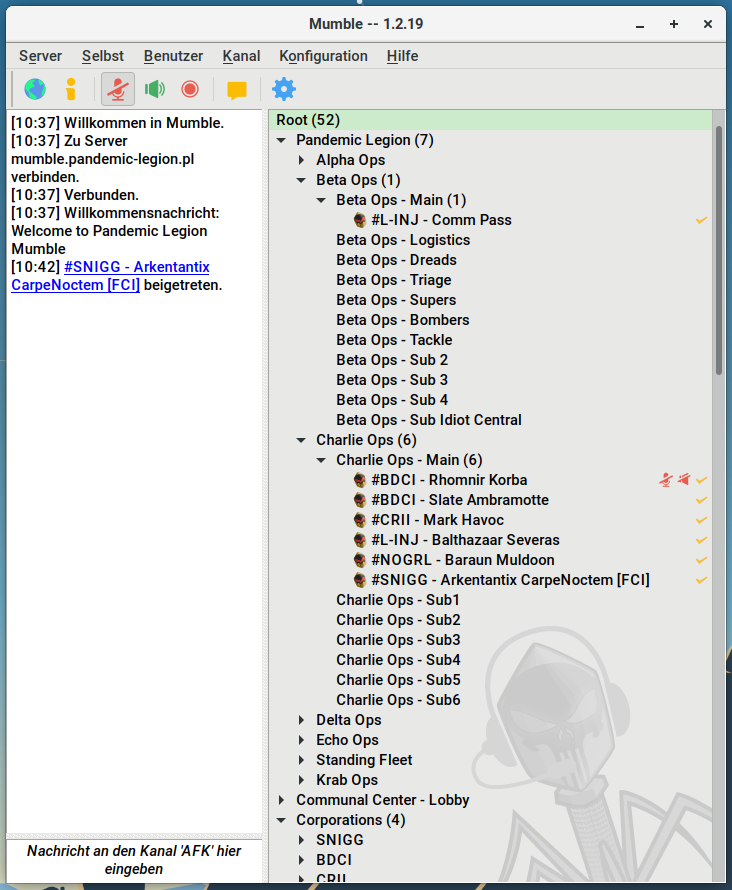 Mumble -- 1.2.19
Server Selbst Benutzer Kanal Konfiguration Hilfe
[10:37] Willkommen in Mumble.
[10:37] Zu Server
mumble.pandemic-legion.pl
verbinden.
[10:37] Verbunden.
[10:37] Willkommensnachricht:
Welcome to Pandemic Legion
Mumble
[10:42] #SNIGG - Arkentantix
CarpeNoctem [FCI] beigetreten.
Nachricht an den Kanal 'AFK' hier
eingeben
Root (52)
Pandemic Legion (7)
Alpha Ops
Beta Ops (1)
Beta Ops - Main (1)
#L-INJ - Comm Pass
Beta Ops - Logistics
Beta Ops - Dreads
Beta Ops - Triage
Beta Ops - Supers
Beta Ops - Bombers
Beta Ops - Tackle
Beta Ops - Sub 2
Beta Ops - Sub 3
Beta Ops - Sub 4
Beta Ops - Sub Idiot Central
Charlie Ops (6)
Charlie Ops - Main (6)
#BDCI - Rhomnir Korba
#BDCI - Slate Ambramotte
#CRII - Mark Havoc
#L-INJ - Balthazaar Severas
#NOGRL - Baraun Muldoon
#SNIGG - Arkentantix CarpeNoctem [FCI]
Charlie Ops - Sub1
Charlie Ops - Sub2
Charlie Ops - Sub3
Charlie Ops - Sub4
Charlie Ops - Sub5
Charlie Ops - Sub6
Delta Ops
Echo Ops
Standing Fleet
Krab Ops
Communal Center - Lobby
Corporations (4)
SNIGG
BDCI
CRII